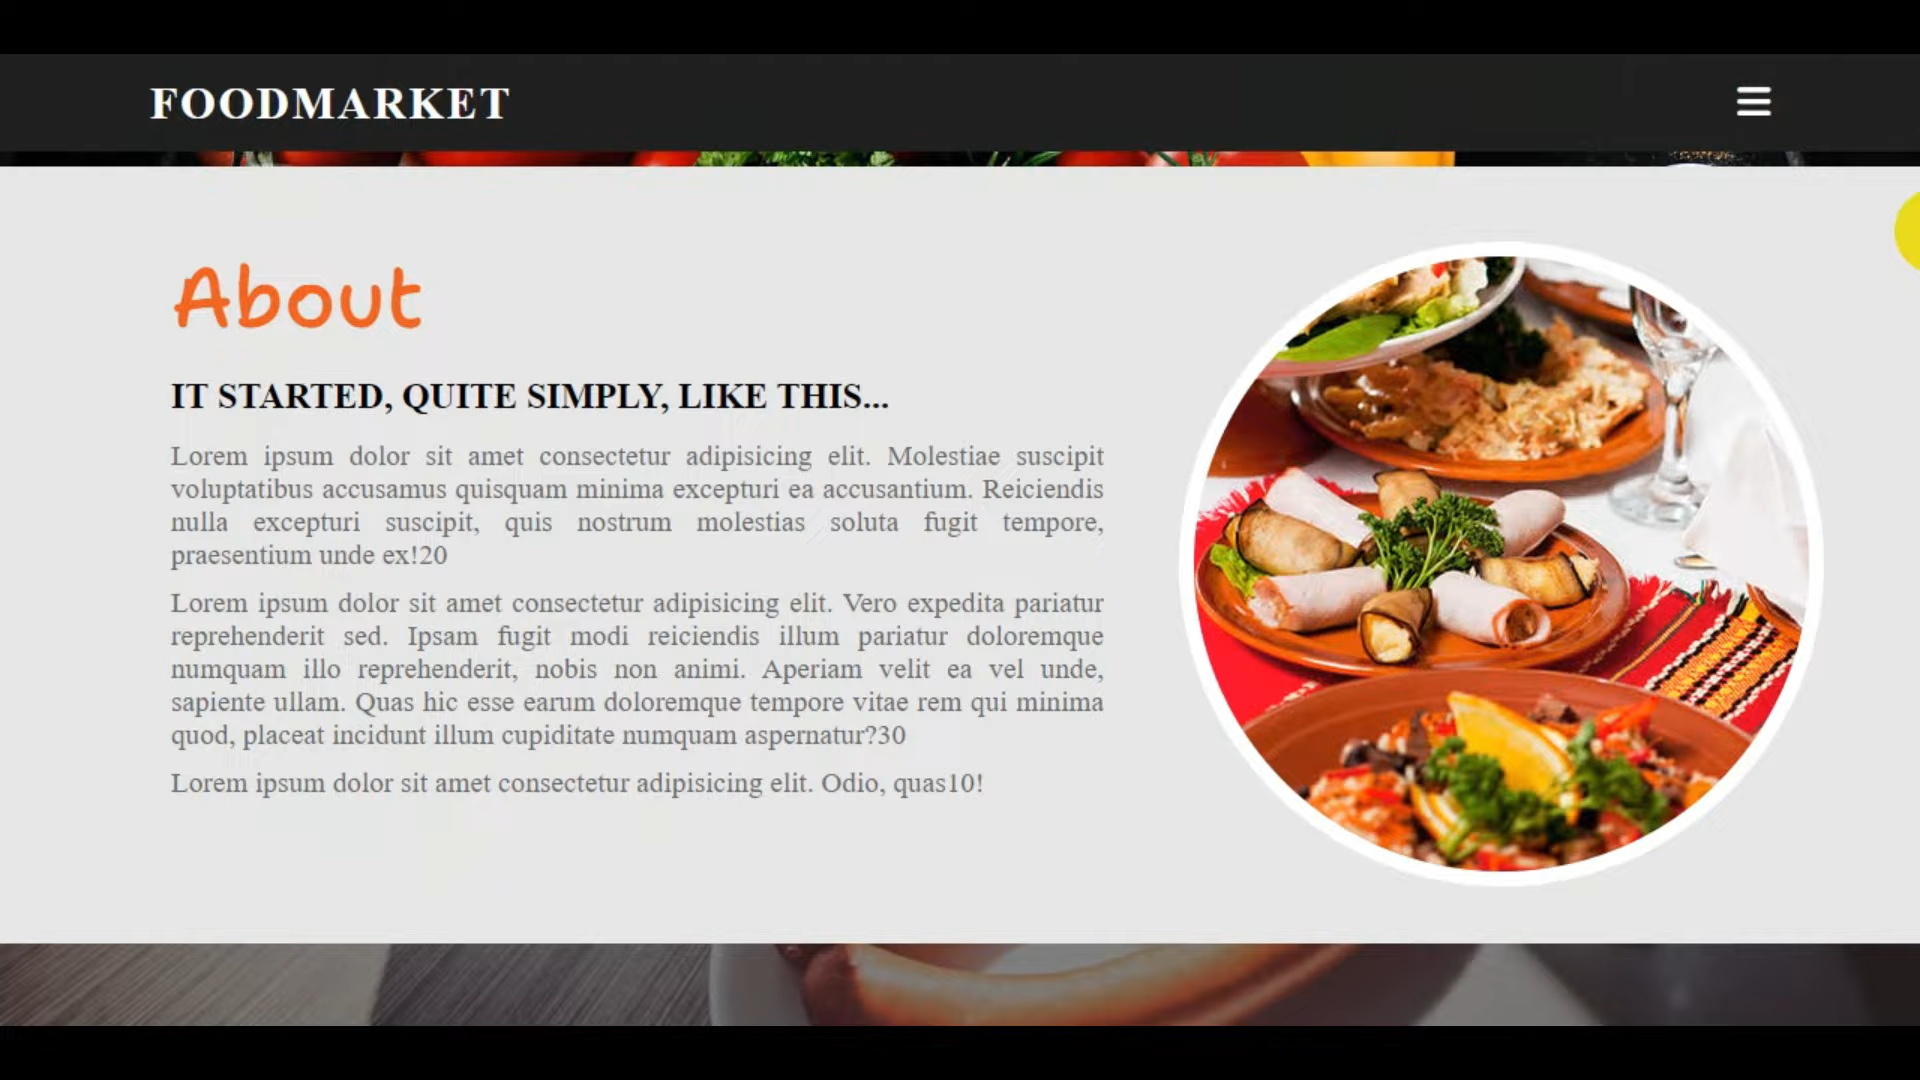 FOODMARKET
About
IT STARTED, QUITE SIMPLY, LIKE THIS...
Lorem ipsum dolor sit amet consectetur adipisicing elit. Molestiae suscipit
voluptatibus accusamus quisquam minima excepturi ea accusantium. Reiciendis
nulla excepturi suscipit, quis nostrum molestias soluta fugit tempore,
praesentium unde ex!20
Lorem ipsum dolor sit amet consectetur adipisicing elit. Vero expedita pariatur
reprehenderit sed. Ipsam fugit modi reiciendis illum pariatur doloremque
numquam illo reprehenderit, nobis non animi. Aperiam velit ea vel unde,
sapiente ullam. Quas hic esse earum doloremque tempore vitae rem qui minima
quod, placeat incidunt illum cupiditate numquam aspernatur?30
Lorem ipsum dolor sit amet consectetur adipisicing elit. Odio, quas10!